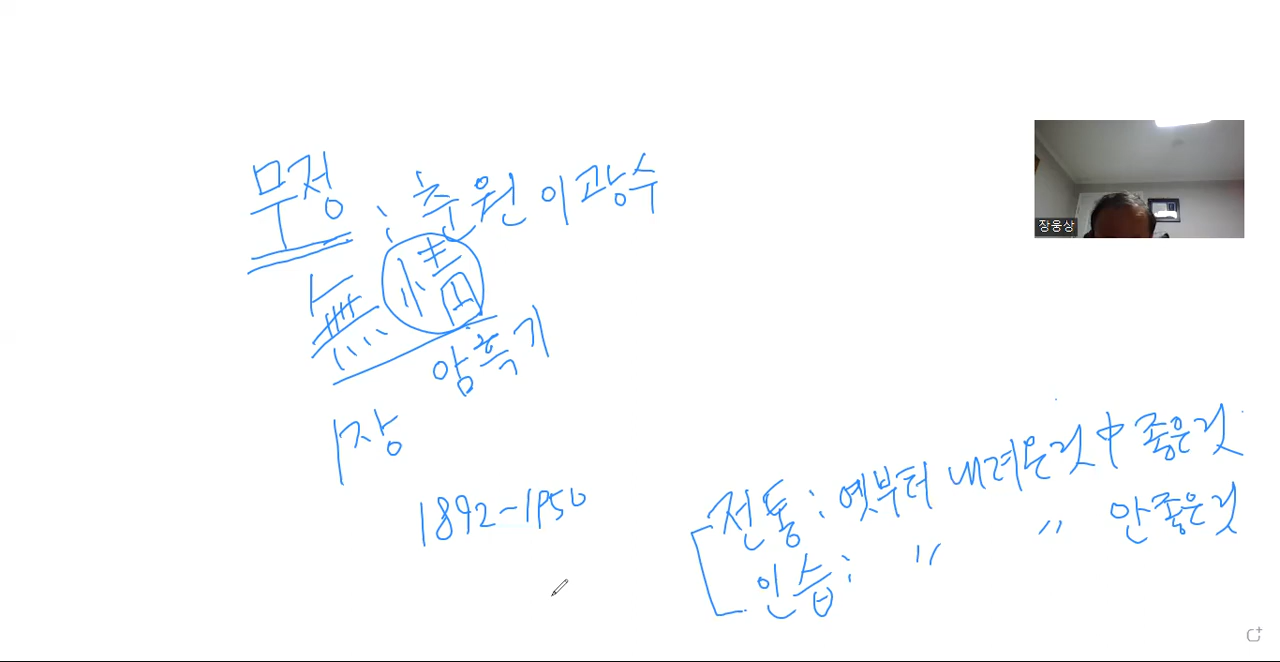 무정 : 춘원 이광수
無情
암흑기
1장
1892~1950
전통 : 옛부터 내려온것中 좋은것
인습 : 〃 〃 안좋은것
장웅상